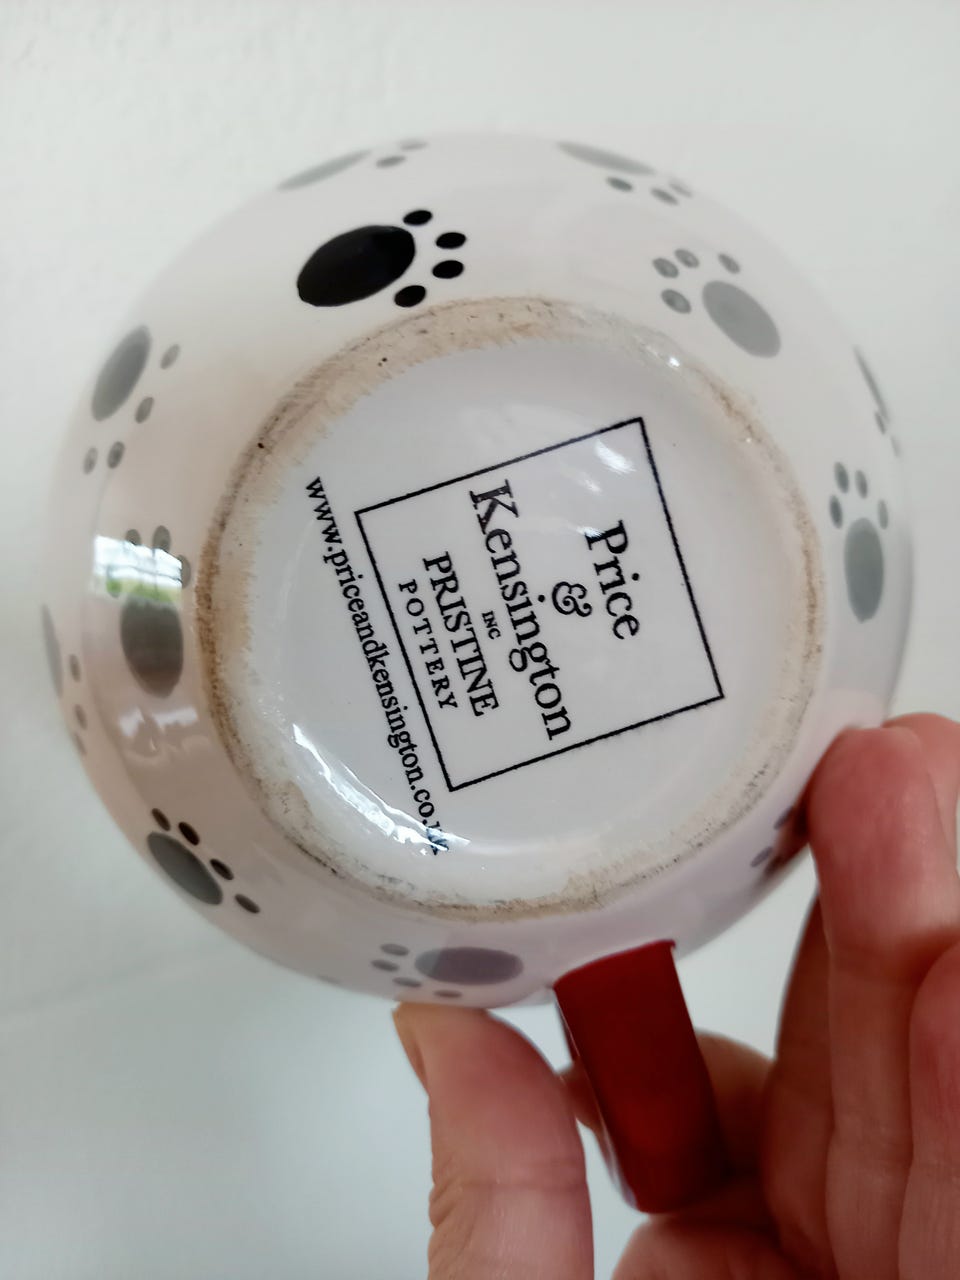 Price
&
Kensington
INC
PRISTINE
POTTERY
www.priceandkensington.co.uk